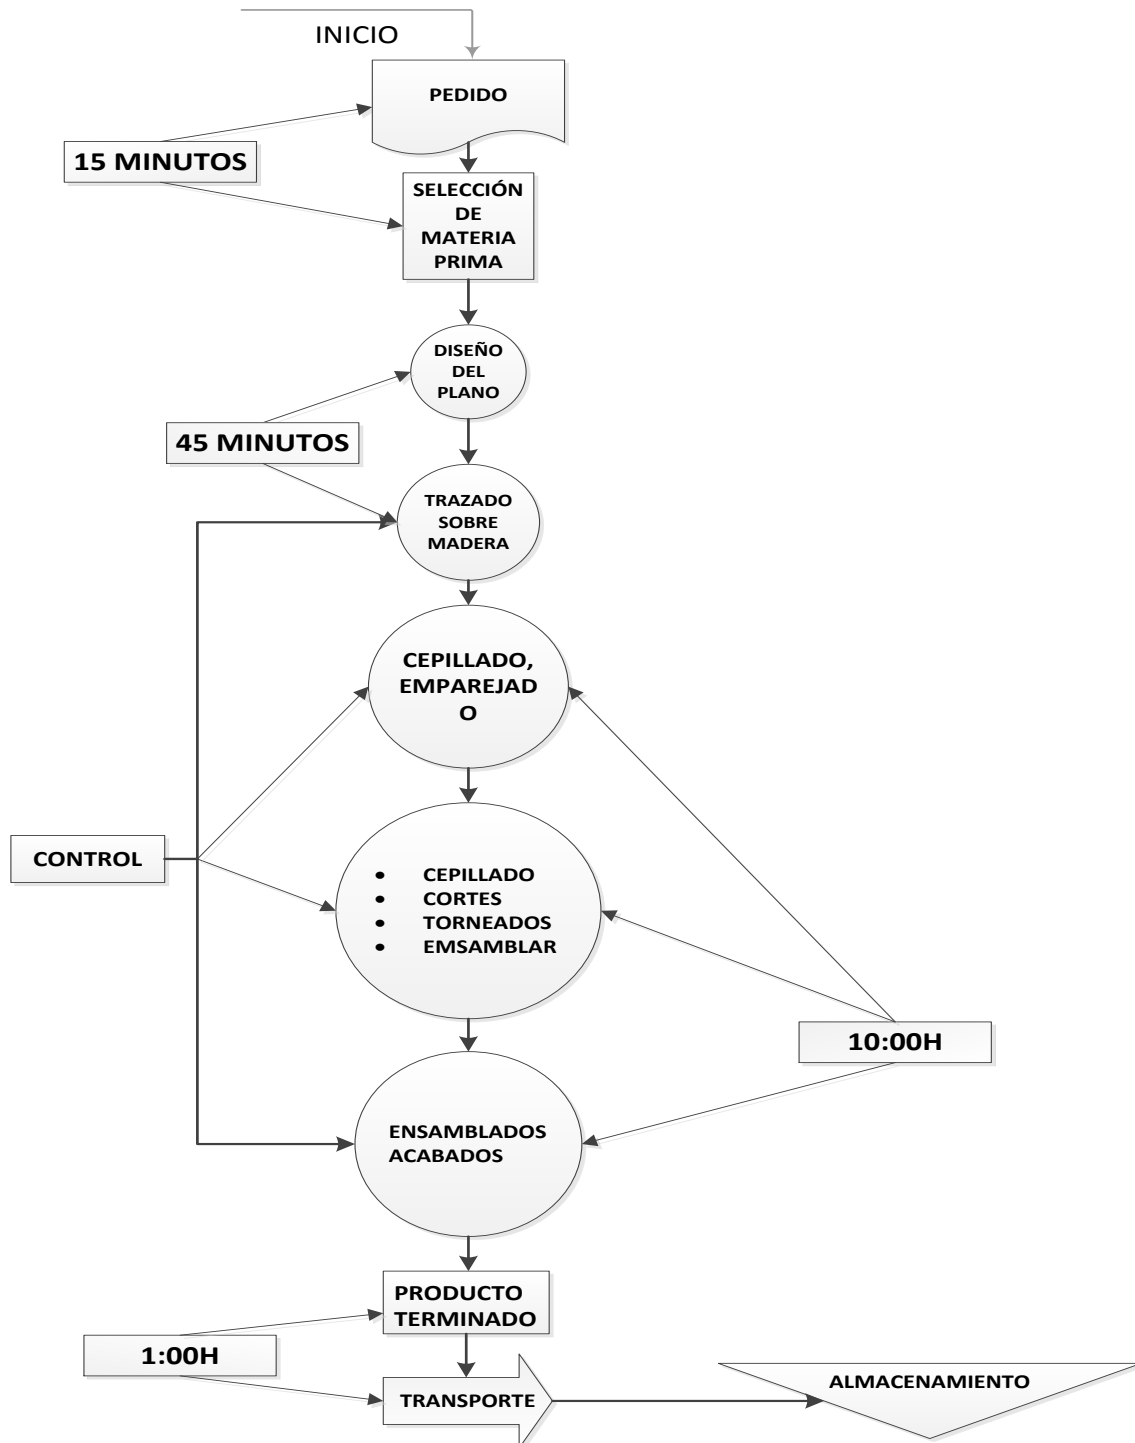 INICIO
PEDIDO
15 MINUTOS
SELECCIÓN
DE
MATERIA
PRIMA
DISEÑO
DEL
PLANO
45 MINUTOS
TRAZADO
SOBRE
MADERA
CEPILLADO,
EMPAREJAD
O
CONTROL
• CEPILLADO
• CORTES
• TORNEADOS
• EMSAMBLAR
10:00H
ENSAMBLADOS
ACABADOS
PRODUCTO
TERMINADO
1:00H
TRANSPORTE
ALMACENAMIENTO